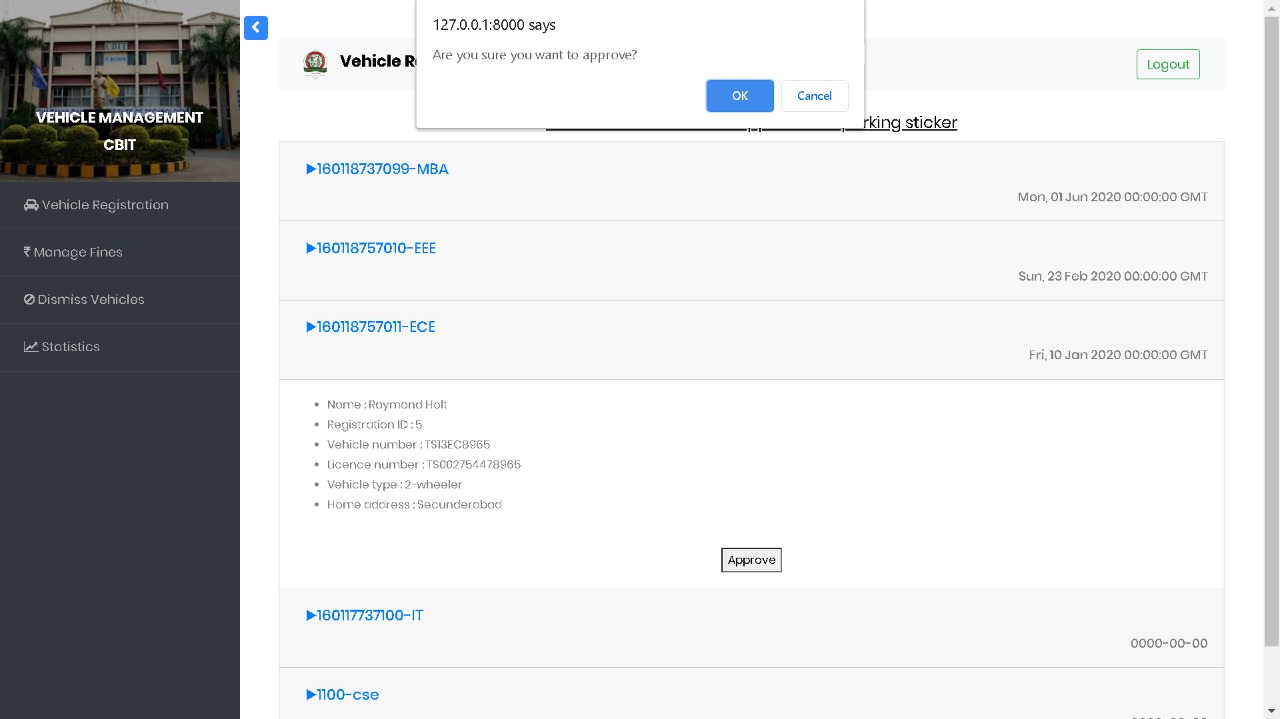 127.0.0.1:8000 says
Are you sure you want to approve?
OK
Cancel
Vehicle R
Logout
rking sticker
VEHICLE MANAGEMENT
CBIT
Vehicle Registration
₹ Manage Fines
Dismiss Vehicles
Statistics
▶160118737099-MBA
Mon, 01 Jun 2020 00:00:00 GMT
▶160118757010-EEE
Sun, 23 Feb 2020 00:00:00 GMT
▶160118757011-ECE
Fri, 10 Jan 2020 00:00:00 GMT
• Name : Raymond Holt
• Registration ID : 5
• Vehicle number : TS13EC8965
• Licence number : TS002754478965
• Vehicle type : 2-wheeler
• Home address : Secunderabad
Approve
▶160117737100-IT
0000-00-00
▶1100-cse